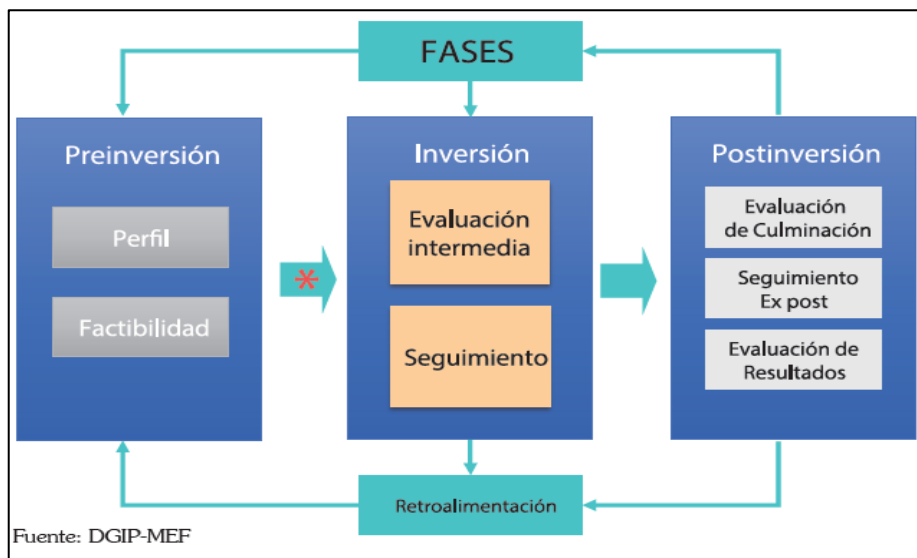 FASES
Preinversión
Perfil
Factibilidad
*
Inversión
Evaluación
intermedia
Seguimiento
Postinversión
Evaluación
de Culminación
Seguimiento
Ex post
Evaluación de
Resultados
Retroalimentación
Fuente: DGIP-MEF